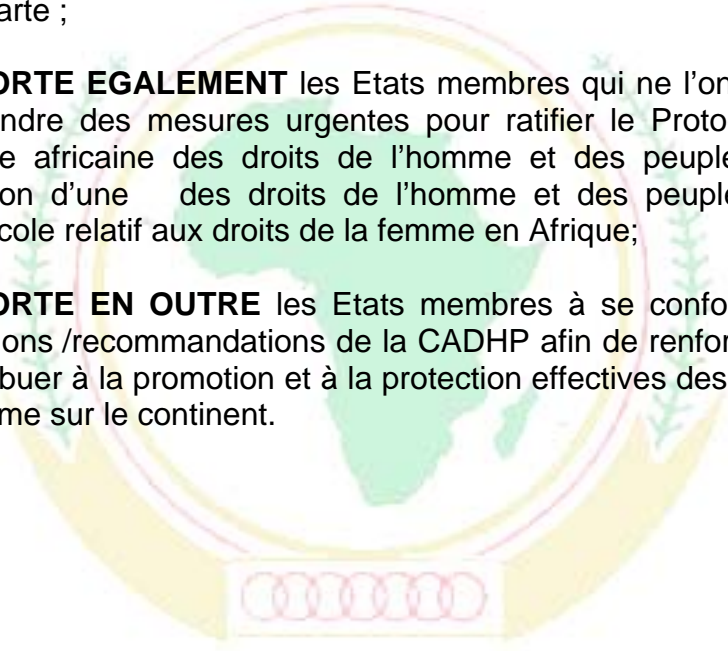 arte ;
ORTE EGALEMENT les Etats membres qui ne l'on
ndre des mesures urgentes pour ratifier le Proto
e africaine des droits de l'homme et des peuple
on d'une des droits de l'homme et des peuple
cole relatif aux droits de la femme en Afrique;
ORTE EN OUTRE les Etats membres à se confo
ions /recommandations de la CADHP afin de renfor
buer à la promotion et à la protection effectives des
me sur le continent.